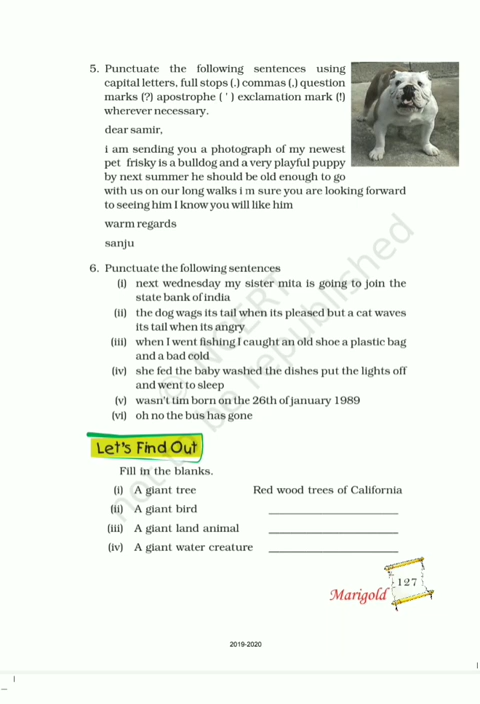 5. Punctuate the following sentences using
capital letters, full stops (.) commas (,) question
marks (?) apostrophe ( ' ) exclamation mark (!)
wherever necessary.
dear samir,
i am sending you a photograph of my newest
pet frisky is a bulldog and a very playful puppy
by next summer he should be old enough to go
with us on our long walks i m sure you are looking forward
to seeing him I know you will like him
warm regards
sanju
6. Punctuate the following sentences
(i) next wednesday my sister mita is going to join the
state bank of india
(ii) the dog wags its tail when its pleased but a cat waves
its tail when its angry
(iii) when I went fishing I caught an old shoe a plastic bag
and a bad cold
(iv) she fed the baby washed the dishes put the lights off
and went to sleep
(v) wasn't tim born on the 26th of january 1989
(vi) oh no the bus has gone
Let's Find Out
Fill in the blanks.
(i) A giant tree Red wood trees of California
(ii) A giant bird
(iii) A giant land animal
(iv) A giant water creature
127
Marigold
2019-2020
© NCERT
not to be republished